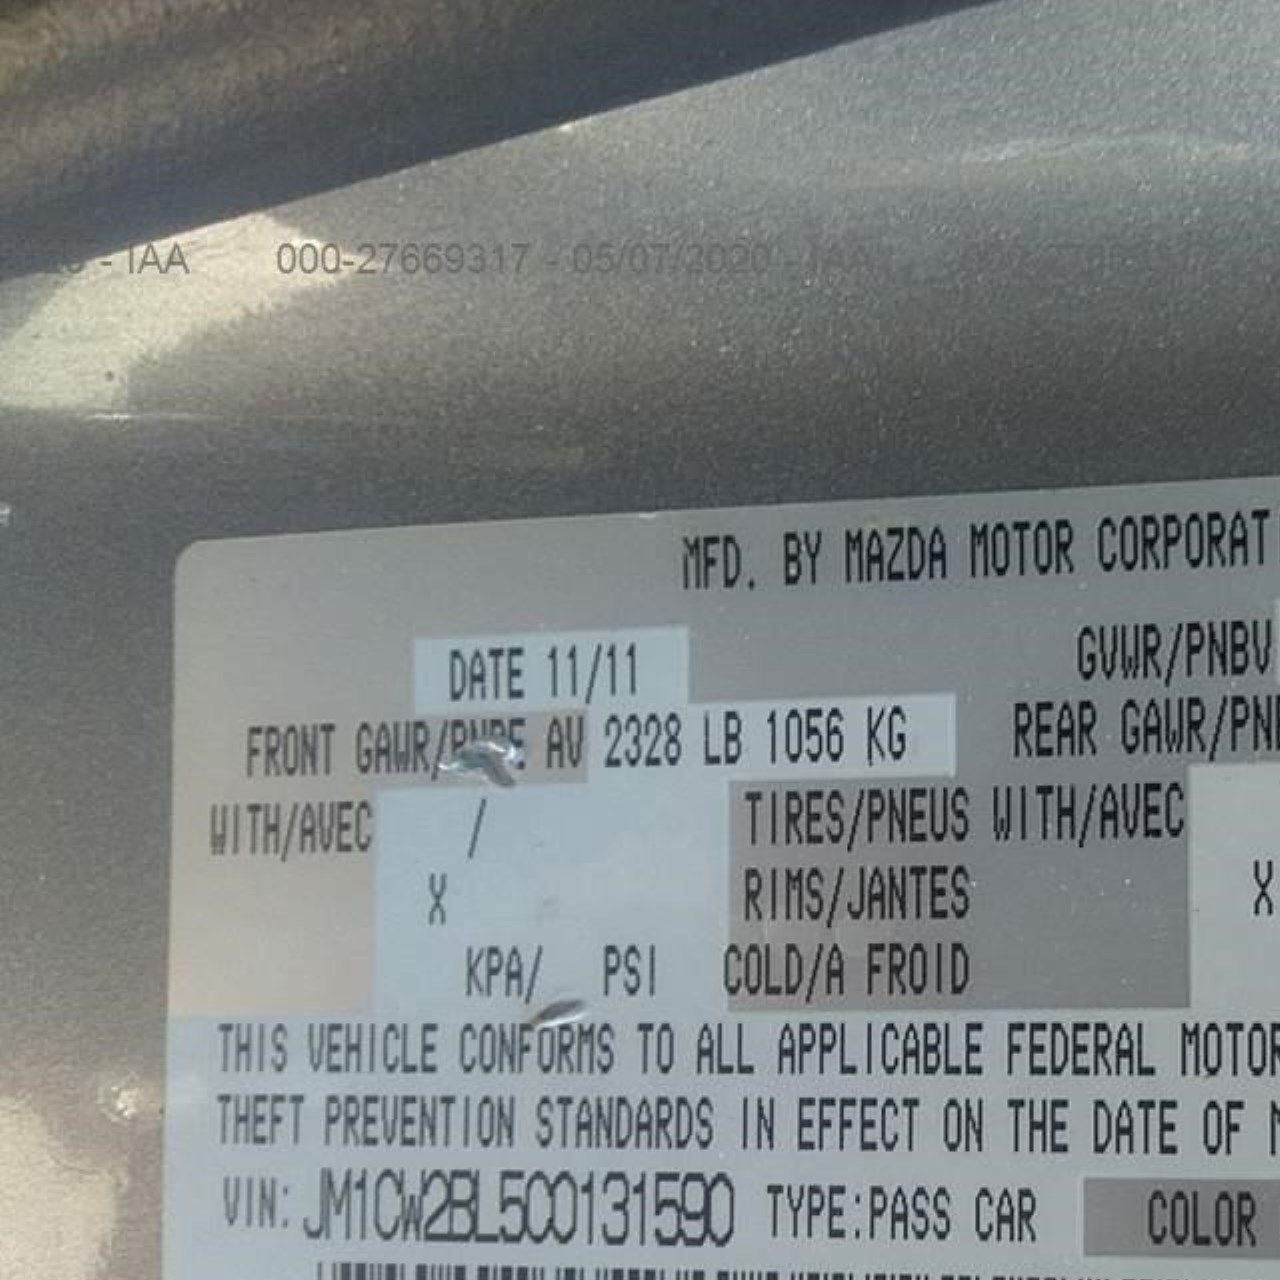 - IAA 000-27669317 - 05/07/2020 - IAA
MFD. BY MAZDA MOTOR CORPORAT
DATE 11/11 GVWR/PNBV
FRONT GAWR/PNBE AV 2328 LB 1056 KG REAR GAWR/PN
WITH/AVEC / TIRES/PNEUS WITH/AVEC
X RIMS/JANTES X
KPA/ PSI COLD/A FROID
THIS VEHICLE CONFORMS TO ALL APPLICABLE FEDERAL MOTOR
THEFT PREVENTION STANDARDS IN EFFECT ON THE DATE OF M
VIN: JM1CW2BL5C0131590 TYPE:PASS CAR COLOR